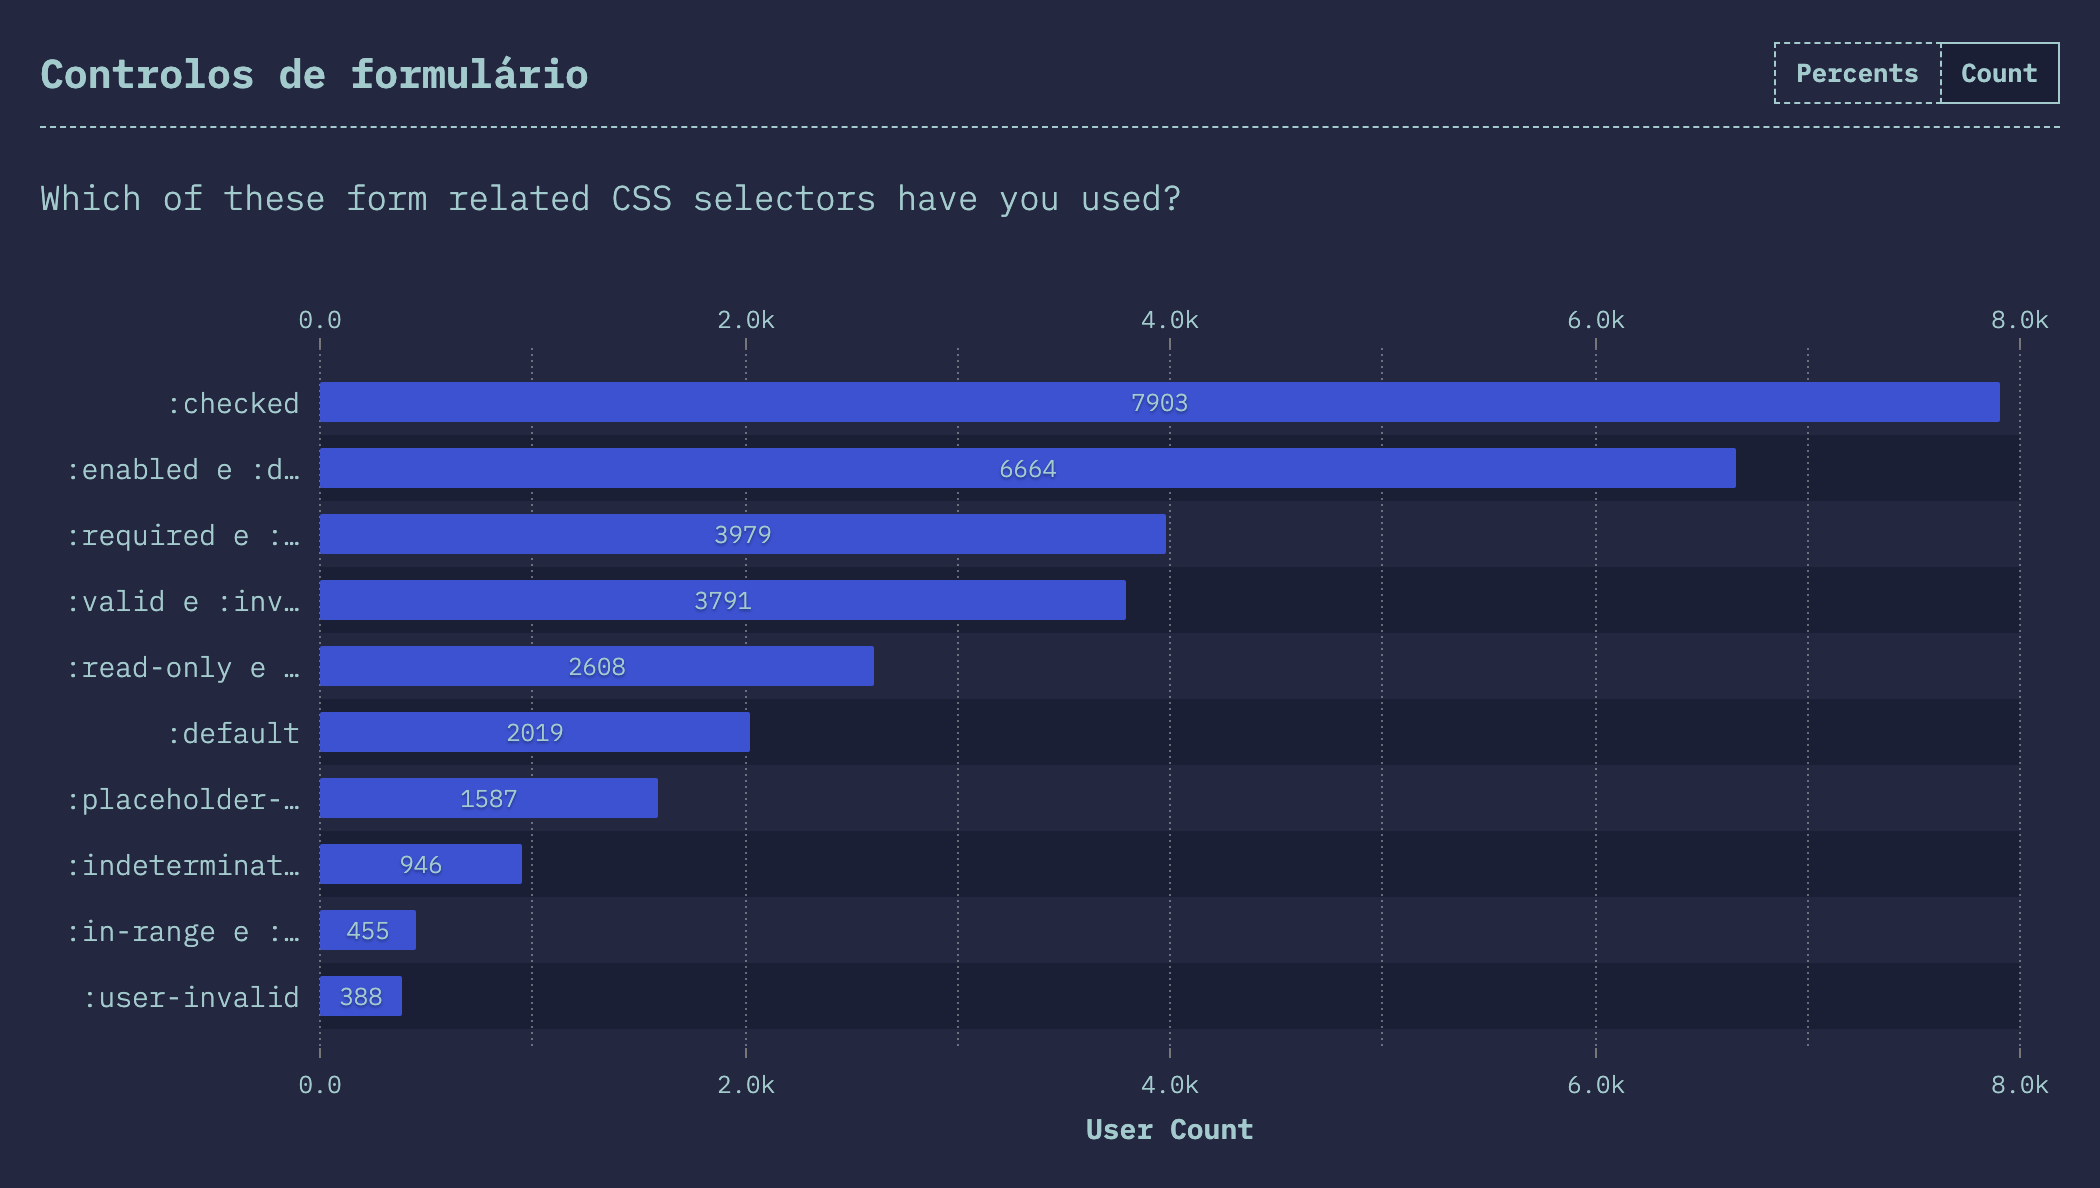 Controlos de formulário
Percents Count
Which of these form related CSS selectors have you used?
0.0 2.0k 4.0k 6.0k 8.0k
:checked 7903
:enabled e :d… 6664
:required e :… 3979
:valid e :inv… 3791
:read-only e … 2608
:default 2019
:placeholder-… 1587
:indeterminat… 946
:in-range e :… 455
:user-invalid 388
0.0 2.0k 4.0k 6.0k 8.0k
User Count